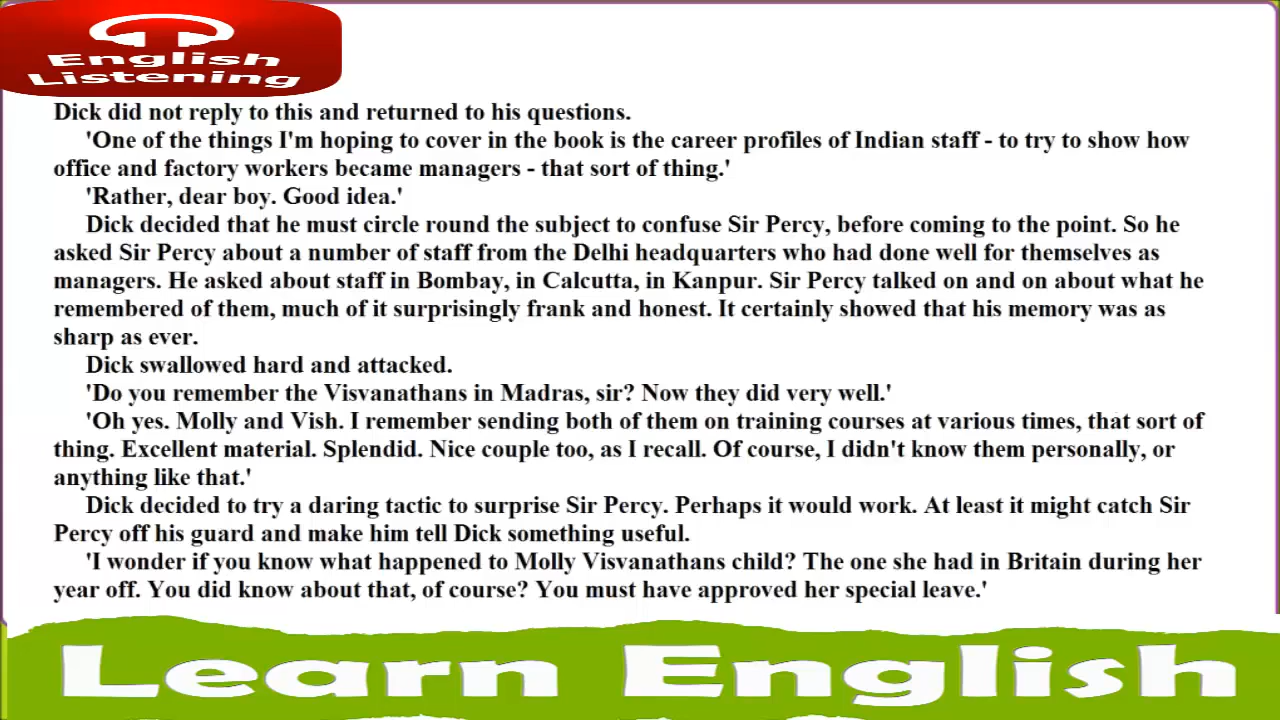 English
Listening
Dick did not reply to this and returned to his questions.
'One of the things I'm hoping to cover in the book is the career profiles of Indian staff - to try to show how
office and factory workers became managers - that sort of thing.'
'Rather, dear boy. Good idea.'
Dick decided that he must circle round the subject to confuse Sir Percy, before coming to the point. So he
asked Sir Percy about a number of staff from the Delhi headquarters who had done well for themselves as
managers. He asked about staff in Bombay, in Calcutta, in Kanpur. Sir Percy talked on and on about what he
remembered of them, much of it surprisingly frank and honest. It certainly showed that his memory was as
sharp as ever.
Dick swallowed hard and attacked.
'Do you remember the Visvanathans in Madras, sir? Now they did very well.'
'Oh yes. Molly and Vish. I remember sending both of them on training courses at various times, that sort of
thing. Excellent material. Splendid. Nice couple too, as I recall. Of course, I didn't know them personally, or
anything like that.'
Dick decided to try a daring tactic to surprise Sir Percy. Perhaps it would work. At least it might catch Sir
Percy off his guard and make him tell Dick something useful.
'I wonder if you know what happened to Molly Visvanathans child? The one she had in Britain during her
year off. You did know about that, of course? You must have approved her special leave.'
Learn English